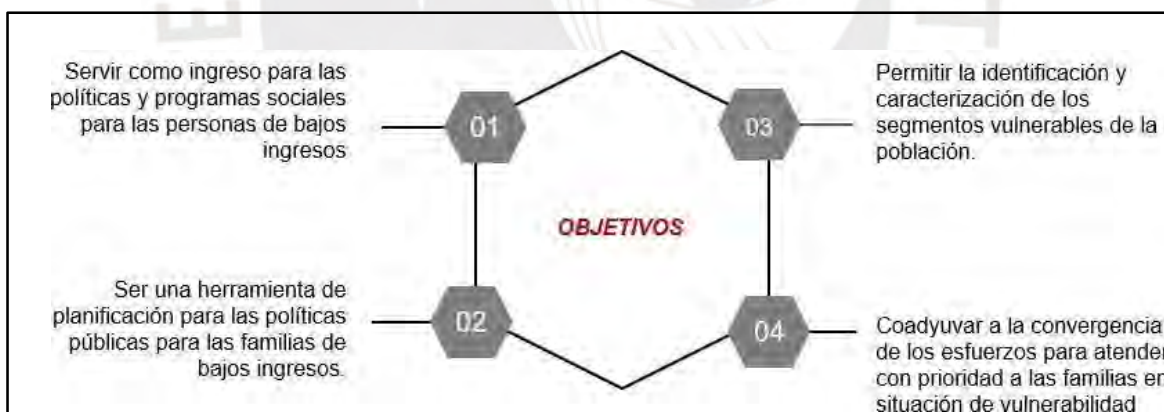 Servir como ingreso para las
políticas y programas sociales
para las personas de bajos
ingresos
01
Ser una herramienta de
planificación para las políticas
públicas para las familias de
bajos ingresos.
02
OBJETIVOS
03
Permitir la identificación y
caracterización de los
segmentos vulnerables de la
población.
04
Coadyuvar a la convergencia
de los esfuerzos para atender
con prioridad a las familias en
situación de vulnerabilidad